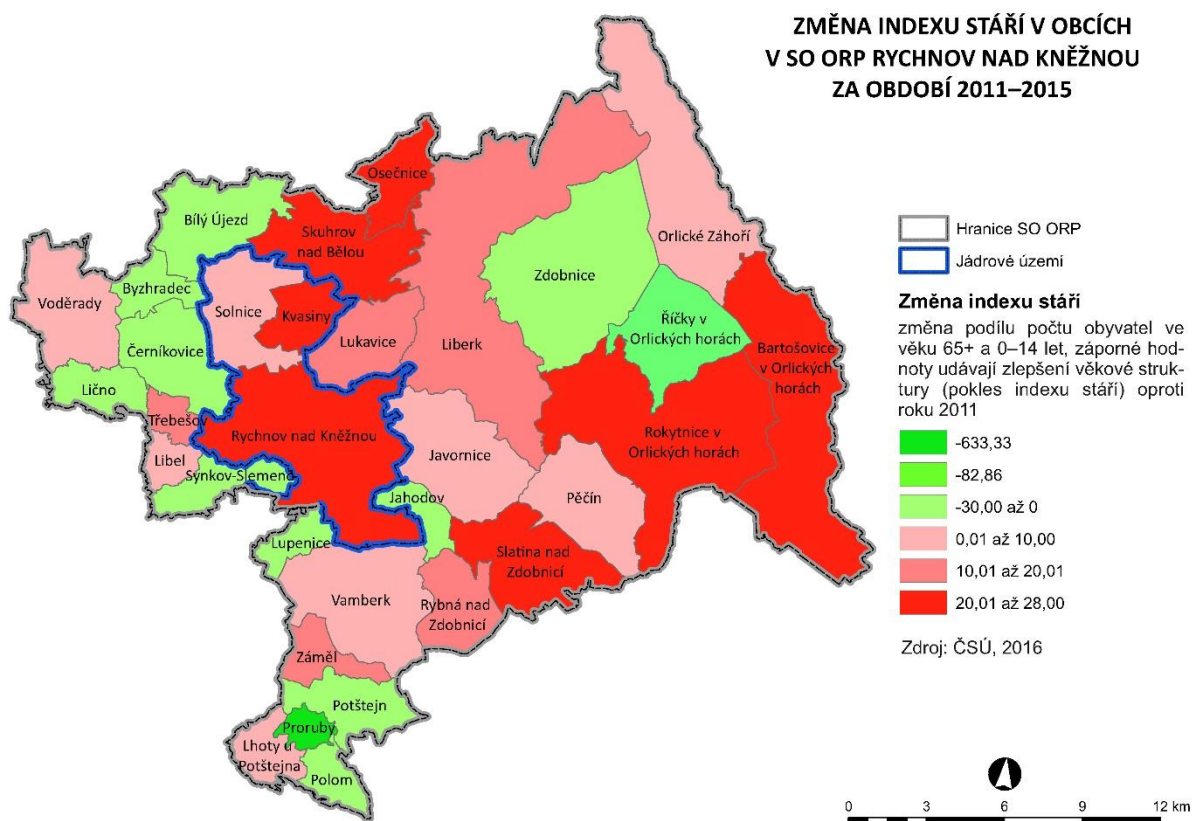 ZMĚNA INDEXU STÁŘÍ V OBCÍCH
V SO ORP RYCHNOV NAD KNĚŽNOU
ZA OBDOBÍ 2011–2015
Osečnice
Bílý Újezd
Skuhrov
nad Bělou
Orlické Záhoří
Zdobnice
Byzhradec
Voděrady
Solnice
Kvasiny
Říčky v
Orlických horách
Lukavice
Liberk
Černíkovice
Bartošovice
v Orlických
horách
Lično
Třebešov
Rychnov nad Kněžnou
Rokytnice v
Orlických horách
Libel
Javornice
Synkov-Slemeno
Pěčín
Jahodov
Lupenice
Slatina nad
Zdobnicí
Vamberk
Rybná nad
Zdobnicí
Záměl
Potštejn
Proruby
Lhoty u
Potštejna
Polom
Hranice SO ORP
Jádrové území
Změna indexu stáří
změna podílu počtu obyvatel ve
věku 65+ a 0–14 let, záporné hod-
noty udávají zlepšení věkové struk-
tury (pokles indexu stáří) oproti
roku 2011
-633,33
-82,86
-30,00 až 0
0,01 až 10,00
10,01 až 20,01
20,01 až 28,00
Zdroj: ČSÚ, 2016
0 3 6 9 12 km